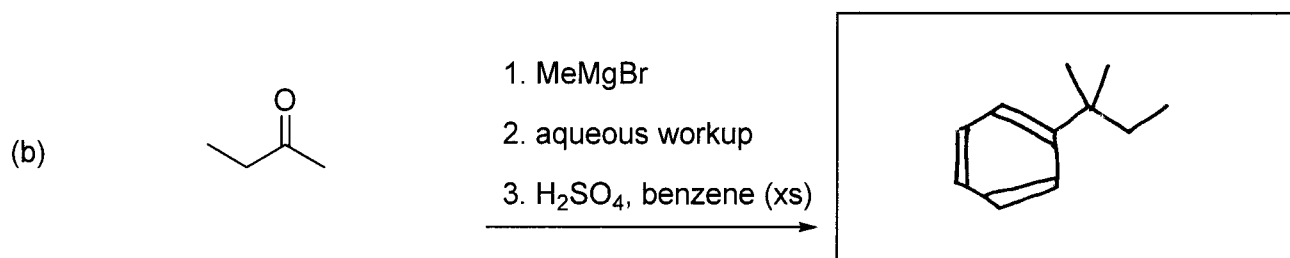 (b)
O
1. MeMgBr
2. aqueous workup
3. H₂SO₄, benzene (xs)